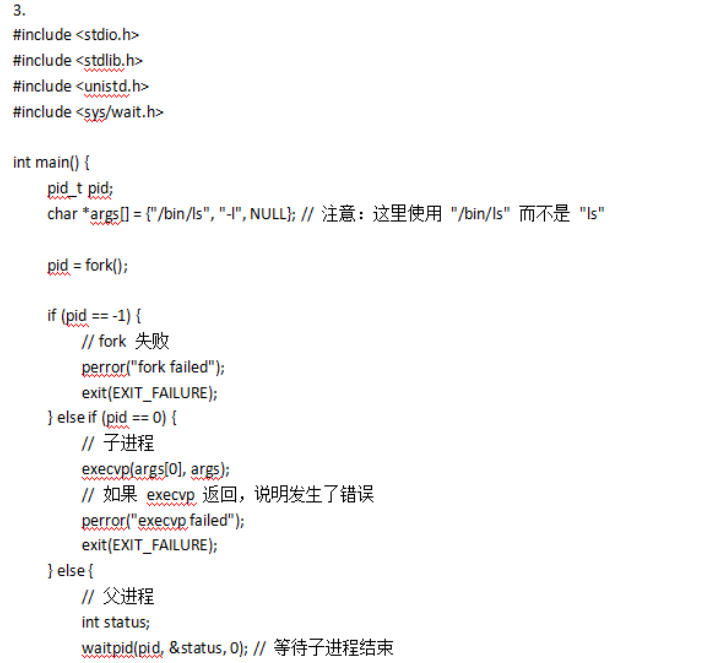 3.
#include <stdio.h>
#include <stdlib.h>
#include <unistd.h>
#include <sys/wait.h>
int main() {
pid_t pid;
char *args[] = {"/bin/ls", "-l", NULL}; // 注意：这里使用 "/bin/ls" 而不是 "ls"
pid = fork();
if (pid == -1) {
// fork 失败
perror("fork failed");
exit(EXIT_FAILURE);
} else if (pid == 0) {
// 子进程
execvp(args[0], args);
// 如果 execvp 返回，说明发生了错误
perror("execvp failed");
exit(EXIT_FAILURE);
} else {
// 父进程
int status;
waitpid(pid, &status, 0); // 等待子进程结束